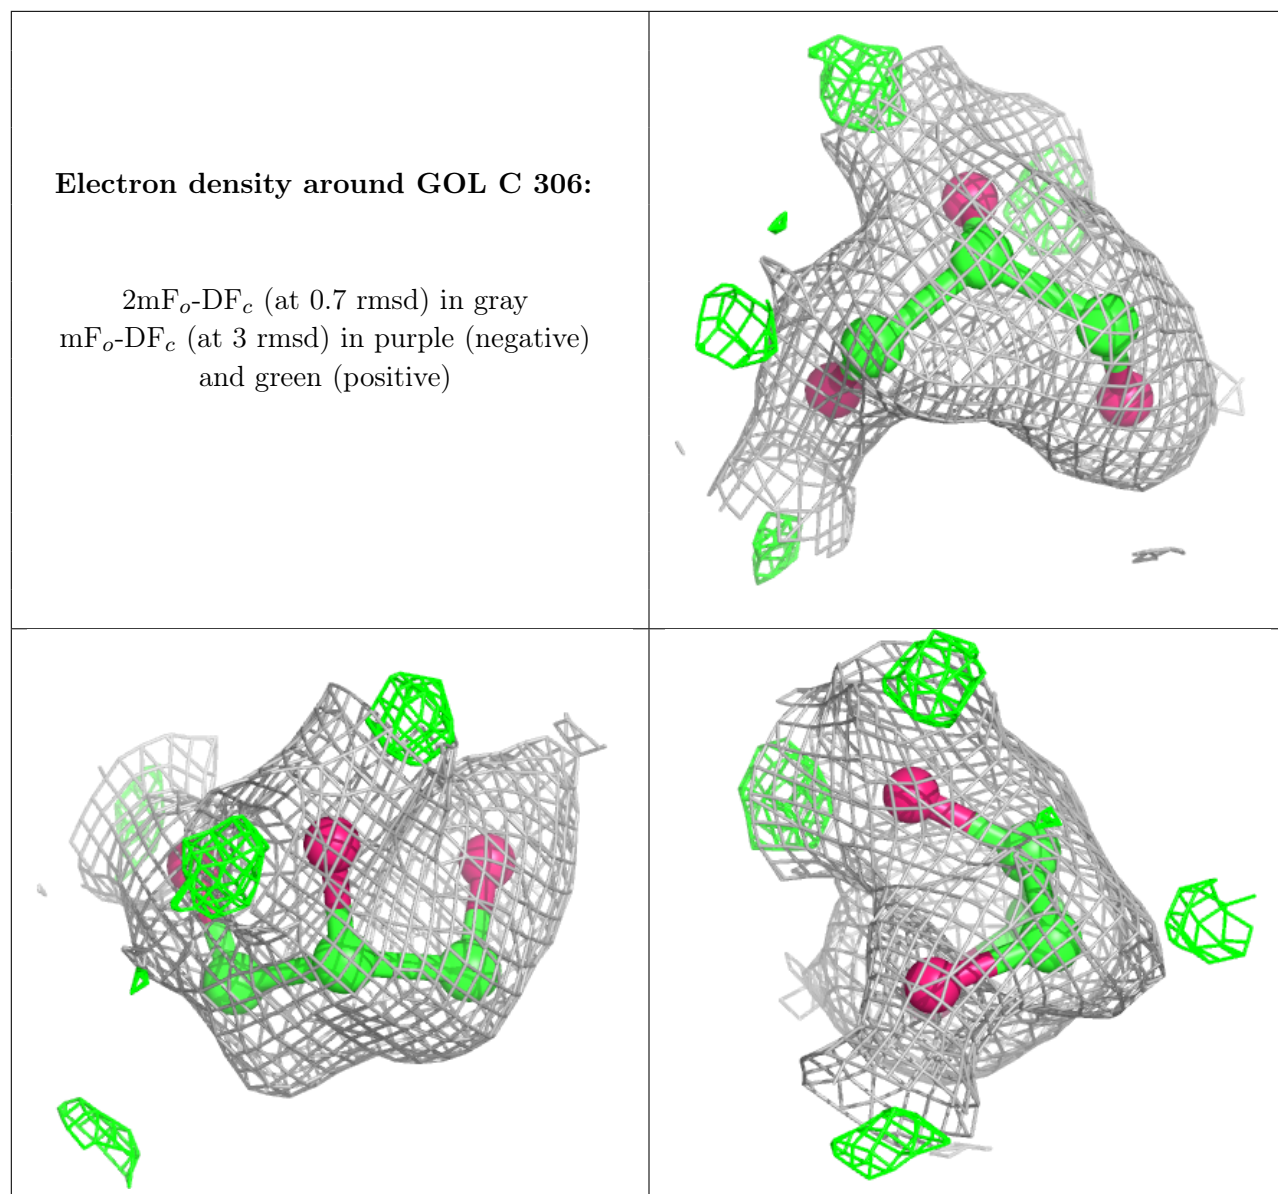 Electron density around GOL C 306:
2mFo-DFc (at 0.7 rmsd) in gray
mFo-DFc (at 3 rmsd) in purple (negative)
and green (positive)